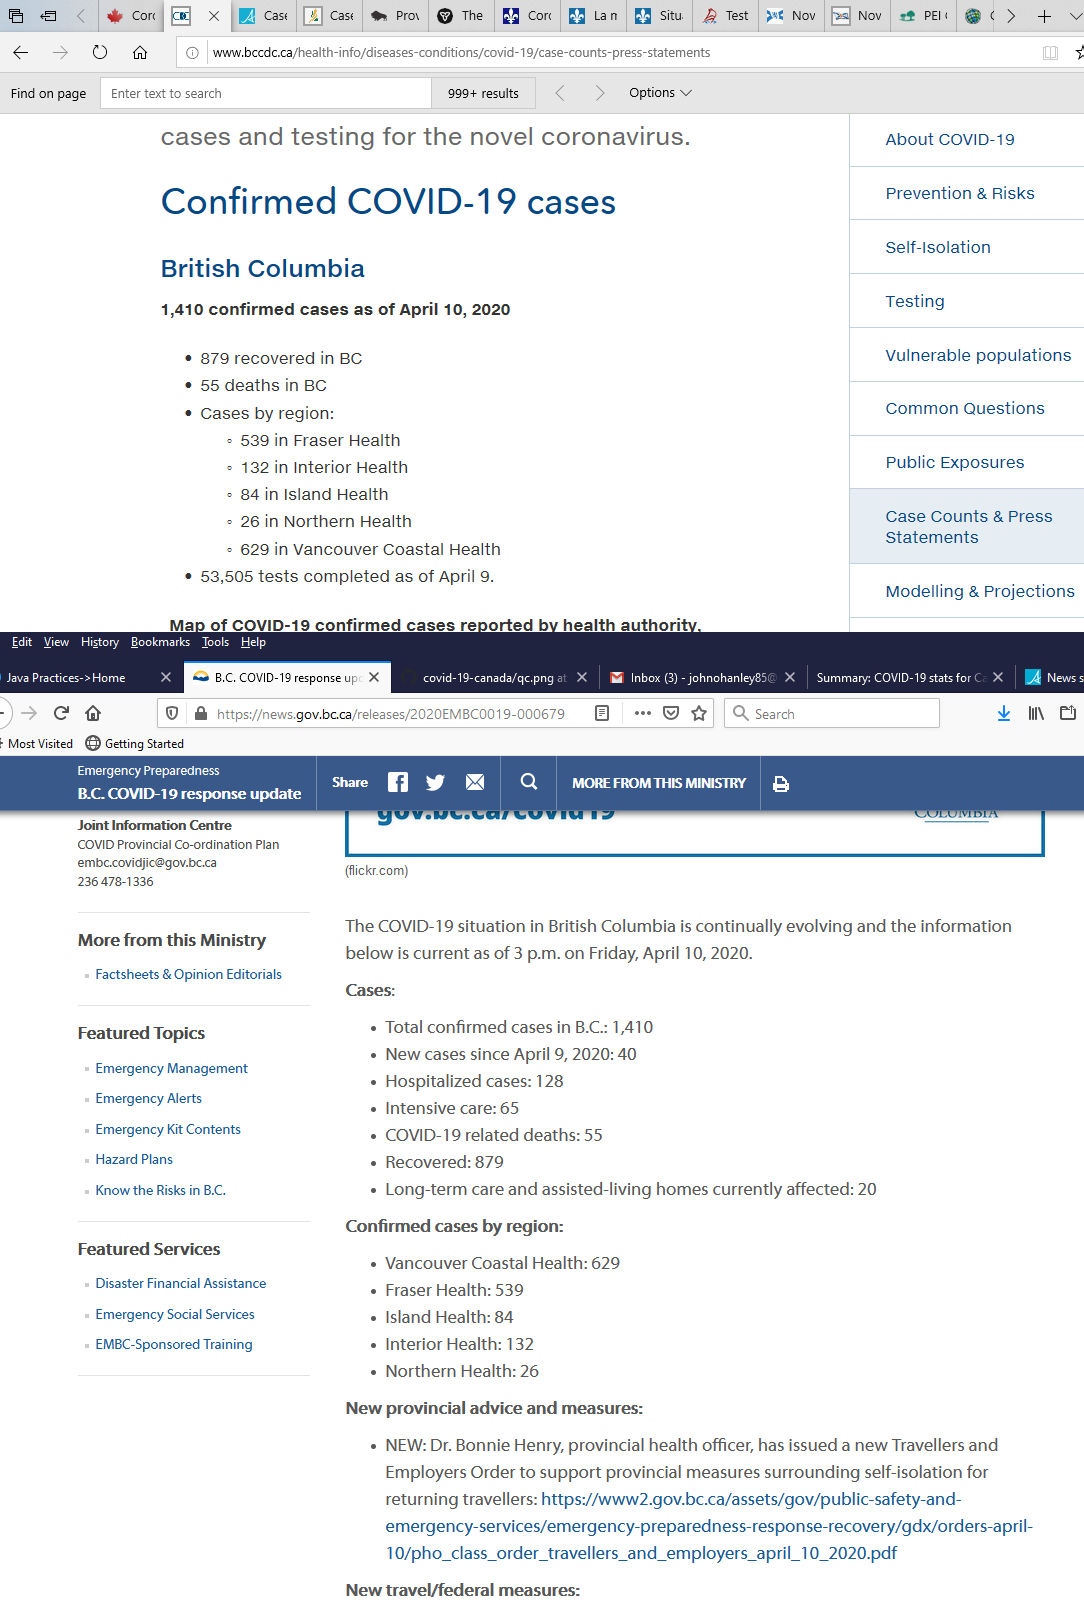 Corc
Case
Case
Prov
The
Corc
La n
Situ
Test
Nov
Nov
PEI
www.bccdc.ca/health-info/diseases-conditions/covid-19/case-counts-press-statements
Find on page
Enter text to search
999+ results
Options
cases and testing for the novel coronavirus.
Confirmed COVID-19 cases
British Columbia
1,410 confirmed cases as of April 10, 2020
• 879 recovered in BC
• 55 deaths in BC
• Cases by region:
◦ 539 in Fraser Health
◦ 132 in Interior Health
◦ 84 in Island Health
◦ 26 in Northern Health
◦ 629 in Vancouver Coastal Health
• 53,505 tests completed as of April 9.
Map of COVID-19 confirmed cases reported by health authority,
About COVID-19
Prevention & Risks
Self-Isolation
Testing
Vulnerable populations
Common Questions
Public Exposures
Case Counts & Press
Statements
Modelling & Projections
Edit View History Bookmarks Tools Help
Java Practices->Home
B.C. COVID-19 response upd
covid-19-canada/qc.png at
Inbox (3) - johnohanley85@
Summary: COVID-19 stats for Ca
News s
https://news.gov.bc.ca/releases/2020EMBC0019-000679
Search
Most Visited
Getting Started
Emergency Preparedness
B.C. COVID-19 response update
Share
MORE FROM THIS MINISTRY
Joint Information Centre
COVID Provincial Co-ordination Plan
embc.covidjic@gov.bc.ca
236 478-1336
More from this Ministry
Factsheets & Opinion Editorials
Featured Topics
Emergency Management
Emergency Alerts
Emergency Kit Contents
Hazard Plans
Know the Risks in B.C.
Featured Services
Disaster Financial Assistance
Emergency Social Services
EMBC-Sponsored Training
gov.bc.ca/covid19
COLUMBIA
(flickr.com)
The COVID-19 situation in British Columbia is continually evolving and the information
below is current as of 3 p.m. on Friday, April 10, 2020.
Cases:
• Total confirmed cases in B.C.: 1,410
• New cases since April 9, 2020: 40
• Hospitalized cases: 128
• Intensive care: 65
• COVID-19 related deaths: 55
• Recovered: 879
• Long-term care and assisted-living homes currently affected: 20
Confirmed cases by region:
• Vancouver Coastal Health: 629
• Fraser Health: 539
• Island Health: 84
• Interior Health: 132
• Northern Health: 26
New provincial advice and measures:
• NEW: Dr. Bonnie Henry, provincial health officer, has issued a new Travellers and
Employers Order to support provincial measures surrounding self-isolation for
returning travellers: https://www2.gov.bc.ca/assets/gov/public-safety-and-
emergency-services/emergency-preparedness-response-recovery/gdx/orders-april-
10/pho_class_order_travellers_and_employers_april_10_2020.pdf
New travel/federal measures: